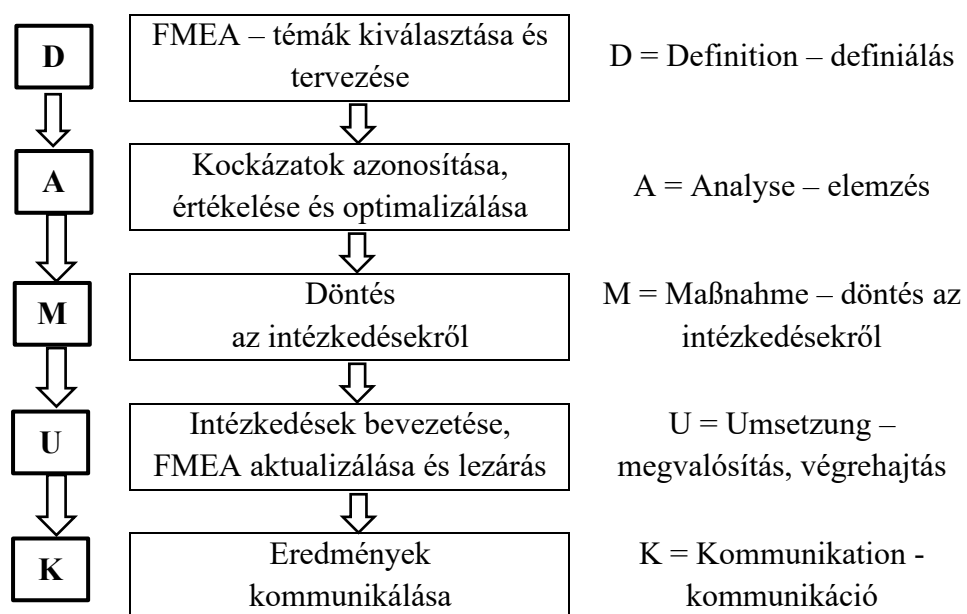 D
FMEA – témák kiválasztása és
tervezése
D = Definition – definiálás
A
Kockázatok azonosítása,
értékelése és optimalizálása
A = Analyse – elemzés
M
Döntés
az intézkedésekről
M = Maßnahme – döntés az
intézkedésekről
U
Intézkedések bevezetése,
FMEA aktualizálása és lezárás
U = Umsetzung –
megvalósítás, végrehajtás
K
Eredmények
kommunikálása
K = Kommunikation -
kommunikáció